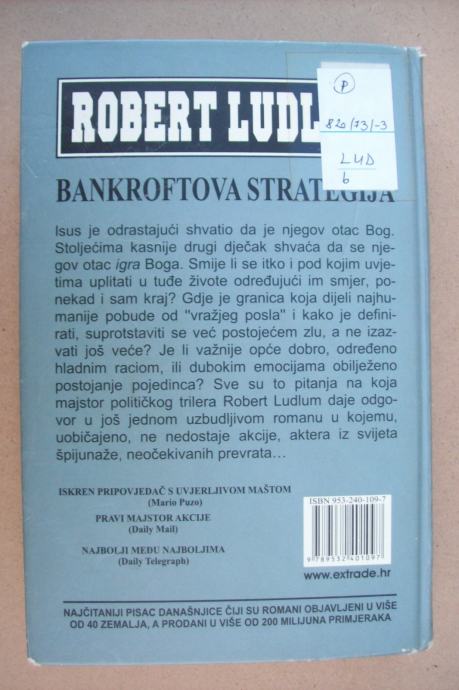 ROBERT LUDL
P
820/73/-3
LUD
b
BANKROFTOVA STRATEGIJA
Isus je odrastajući shvatio da je njegov otac Bog.
Stoljećima kasnije drugi dječak shvaća da se nje-
gov otac igra Boga. Smije li se itko i pod kojim uvje-
tima uplitati u tuđe živote određujući im smjer, po-
nekad i sam kraj? Gdje je granica koja dijeli najhu-
manije pobude od "vražjeg posla" i kako je defini-
rati, suprotstaviti se već postojećem zlu, a ne izaz-
vati još veće? Je li važnije opće dobro, određeno
hladnim raciom, ili dubokim emocijama obilježeno
postojanje pojedinca? Sve su to pitanja na koja
majstor političkog trilera Robert Ludlum daje odgo-
vor u još jednom uzbudljivom romanu u kojemu,
uobičajeno, ne nedostaje akcije, aktera iz svijeta
špijunaže, neočekivanih prevrata...
ISKREN PRIPOVJEDAČ S UVJERLJIVOM MAŠTOM
(Mario Puzo)
PRAVI MAJSTOR AKCIJE
(Daily Mail)
NAJBOLJI MEĐU NAJBOLJIMA
(Daily Telegraph)
ISBN 953-240-109-7
9 789532 401097
www.extrade.hr
NAJČITANIJI PISAC DANAŠNJICE ČIJI SU ROMANI OBJAVLJENI U VIŠE
OD 40 ZEMALJA, A PRODANI U VIŠE OD 200 MILIJUNA PRIMJERAKA